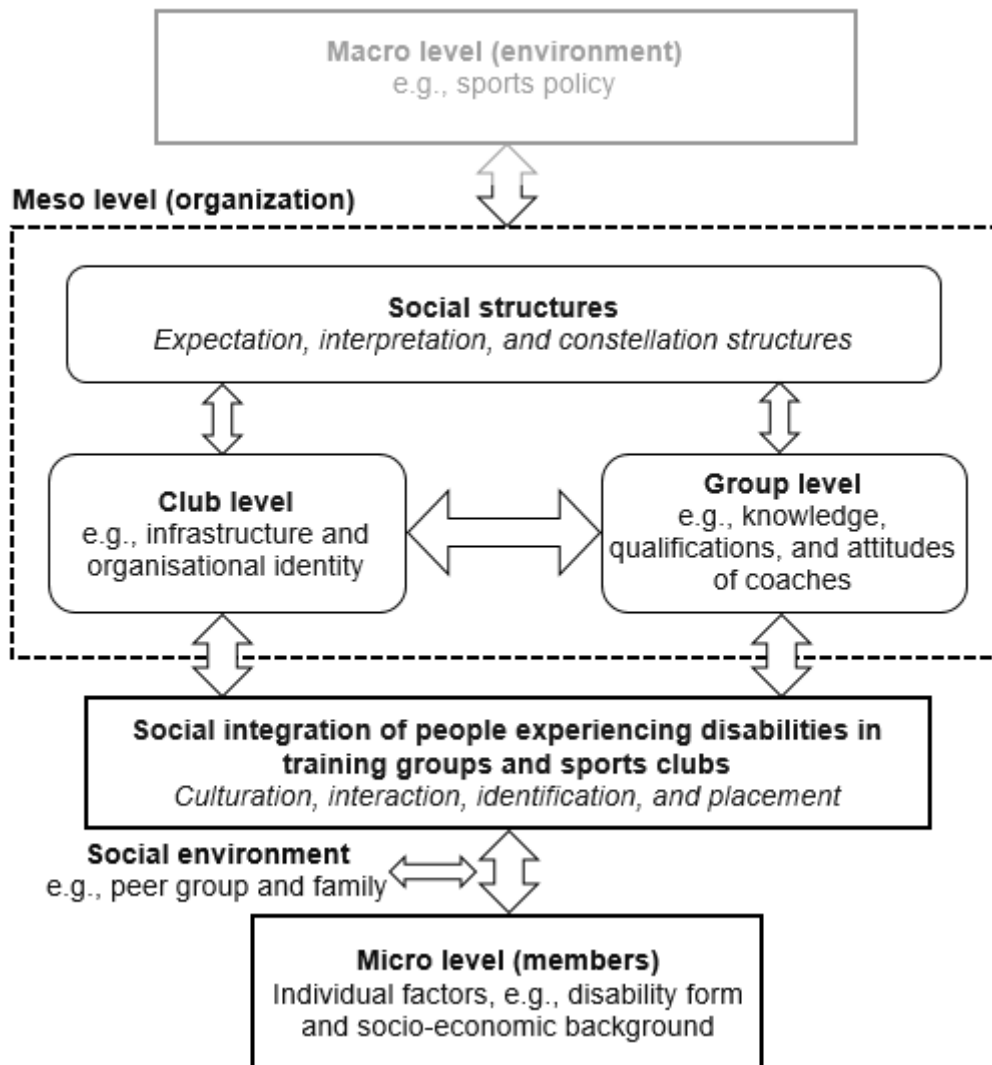 Macro level (environment)
e.g., sports policy
Meso level (organization)
Social structures
Expectation, interpretation, and constellation structures
Club level
e.g., infrastructure and
organisational identity
Group level
e.g., knowledge,
qualifications, and attitudes
of coaches
Social integration of people experiencing disabilities in
training groups and sports clubs
Culturation, interaction, identification, and placement
Social environment
e.g., peer group and family
Micro level (members)
Individual factors, e.g., disability form
and socio-economic background